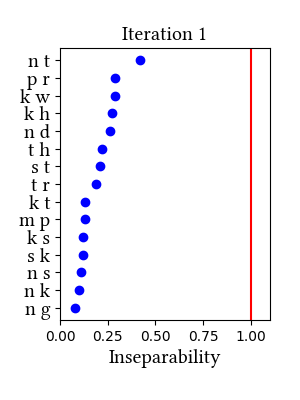 Iteration 1
n t
p r
k w
k h
n d
t h
s t
t r
k t
m p
k s
s k
n s
n k
n g
0.00 0.25 0.50 0.75 1.00
Inseparability